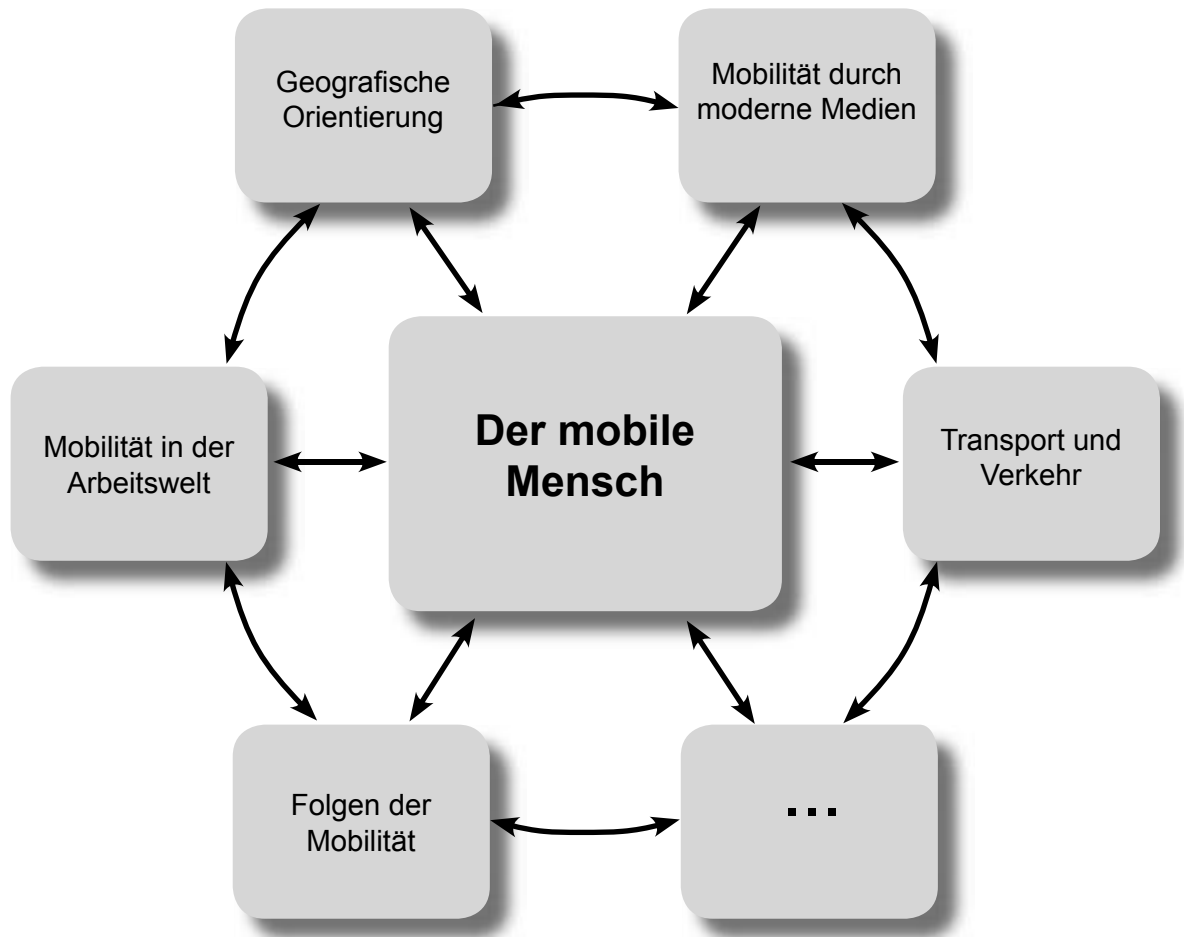 Geografische
Orientierung
Mobilität durch
moderne Medien
Mobilität in der
Arbeitswelt
Der mobile
Mensch
Transport und
Verkehr
Folgen der
Mobilität
...